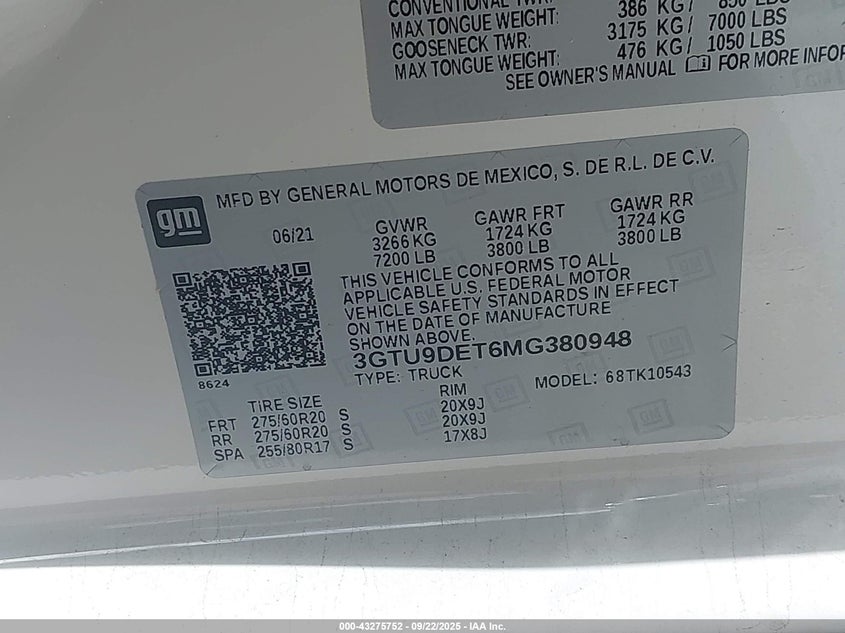 CONVENTIONAL TWR:
MAX TONGUE WEIGHT: 386 KG/ 850 LBS
GOOSENECK TWR: 3175 KG/ 7000 LBS
MAX TONGUE WEIGHT: 476 KG/ 1050 LBS
SEE OWNER'S MANUAL FOR MORE INFOR
gm
MFD BY GENERAL MOTORS DE MEXICO, S. DE R.L. DE C.V.
06/21 GVWR GAWR FRT GAWR RR
3266 KG 1724 KG 1724 KG
7200 LB 3800 LB 3800 LB
THIS VEHICLE CONFORMS TO ALL
APPLICABLE U.S. FEDERAL MOTOR
VEHICLE SAFETY STANDARDS IN EFFECT
ON THE DATE OF MANUFACTURE
SHOWN ABOVE.
3GTU9DET6MG380948
8624
TYPE: TRUCK MODEL: 68TK10543
TIRE SIZE RIM
FRT 275/60R20 S 20X9J
RR 275/60R20 S 20X9J
SPA 255/80R17 S 17X8J
000-43275752 - 09/22/2025 - IAA Inc.